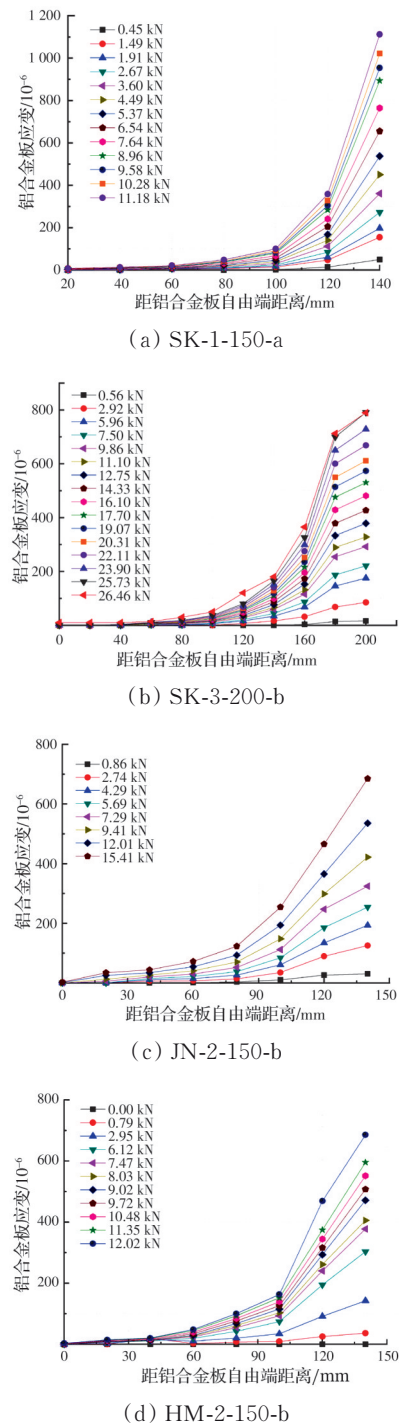 1 200
1 000
800
600
400
200
0
铝合金板应变/10⁻⁶
0.45 kN
1.49 kN
1.91 kN
2.67 kN
3.60 kN
4.49 kN
5.37 kN
6.54 kN
7.64 kN
8.96 kN
9.58 kN
10.28 kN
11.18 kN
20 40 60 80 100 120 140
距铝合金板自由端距离/mm
(a) SK-1-150-a
800
600
400
200
铝合金板应变/10⁻⁶
0.56 kN
2.92 kN
5.96 kN
7.50 kN
9.86 kN
11.10 kN
12.75 kN
14.33 kN
16.10 kN
17.70 kN
19.07 kN
20.31 kN
22.11 kN
23.90 kN
25.73 kN
26.46 kN
0 20 40 60 80 100 120 140 160 180 200
距铝合金板自由端距离/mm
(b) SK-3-200-b
800
600
400
200
铝合金板应变/10⁻⁶
0.86 kN
2.74 kN
4.29 kN
5.69 kN
7.29 kN
9.41 kN
12.01 kN
15.41 kN
0 30 60 90 120 150
距铝合金板自由端距离/mm
(c) JN-2-150-b
800
600
400
200
铝合金板应变/10⁻⁶
0.00 kN
0.79 kN
2.95 kN
6.12 kN
7.47 kN
8.03 kN
9.02 kN
9.72 kN
10.48 kN
11.35 kN
12.02 kN
0 20 40 60 80 100 120 140
距铝合金板自由端距离/mm
(d) HM-2-150-b